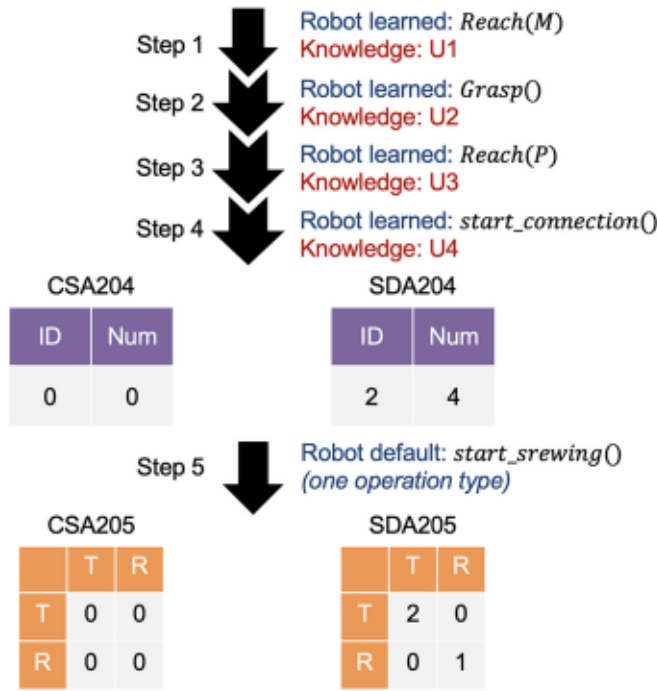 Step 1
Robot learned: Reach(M)
Knowledge: U1
Step 2
Robot learned: Grasp()
Knowledge: U2
Step 3
Robot learned: Reach(P)
Knowledge: U3
Step 4
Robot learned: start_connection()
Knowledge: U4
CSA204
ID Num
0 0
SDA204
ID Num
2 4
Step 5
Robot default: start_srewing()
(one operation type)
CSA205
T R
T 0 0
R 0 0
SDA205
T R
T 2 0
R 0 1